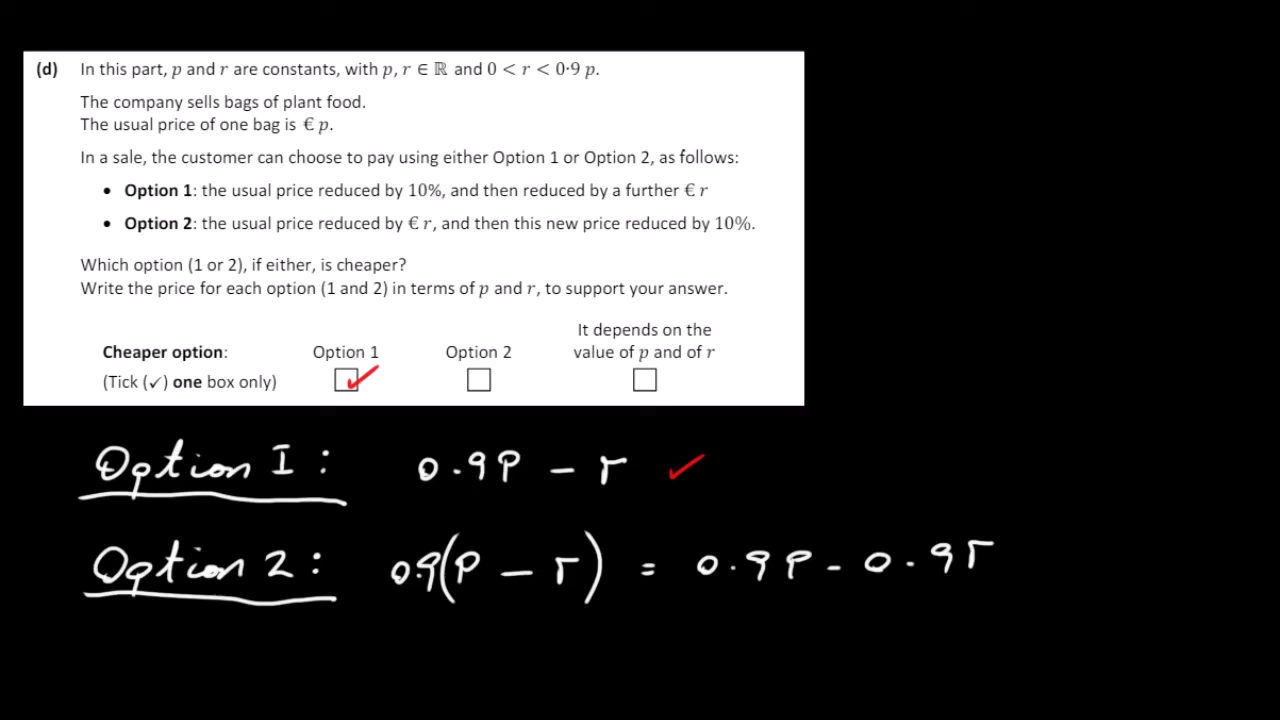 (d) In this part, p and r are constants, with p, r ∈ ℝ and 0 < r < 0·9 p.
The company sells bags of plant food.
The usual price of one bag is € p.
In a sale, the customer can choose to pay using either Option 1 or Option 2, as follows:
• Option 1: the usual price reduced by 10%, and then reduced by a further € r
• Option 2: the usual price reduced by € r, and then this new price reduced by 10%.
Which option (1 or 2), if either, is cheaper?
Write the price for each option (1 and 2) in terms of p and r, to support your answer.
It depends on the
Cheaper option: Option 1 Option 2 value of p and of r
(Tick (✓) one box only) ✓
Option 1: 0.9P - r ✓
Option 2: 0.9(P - r) = 0.9P - 0.9r